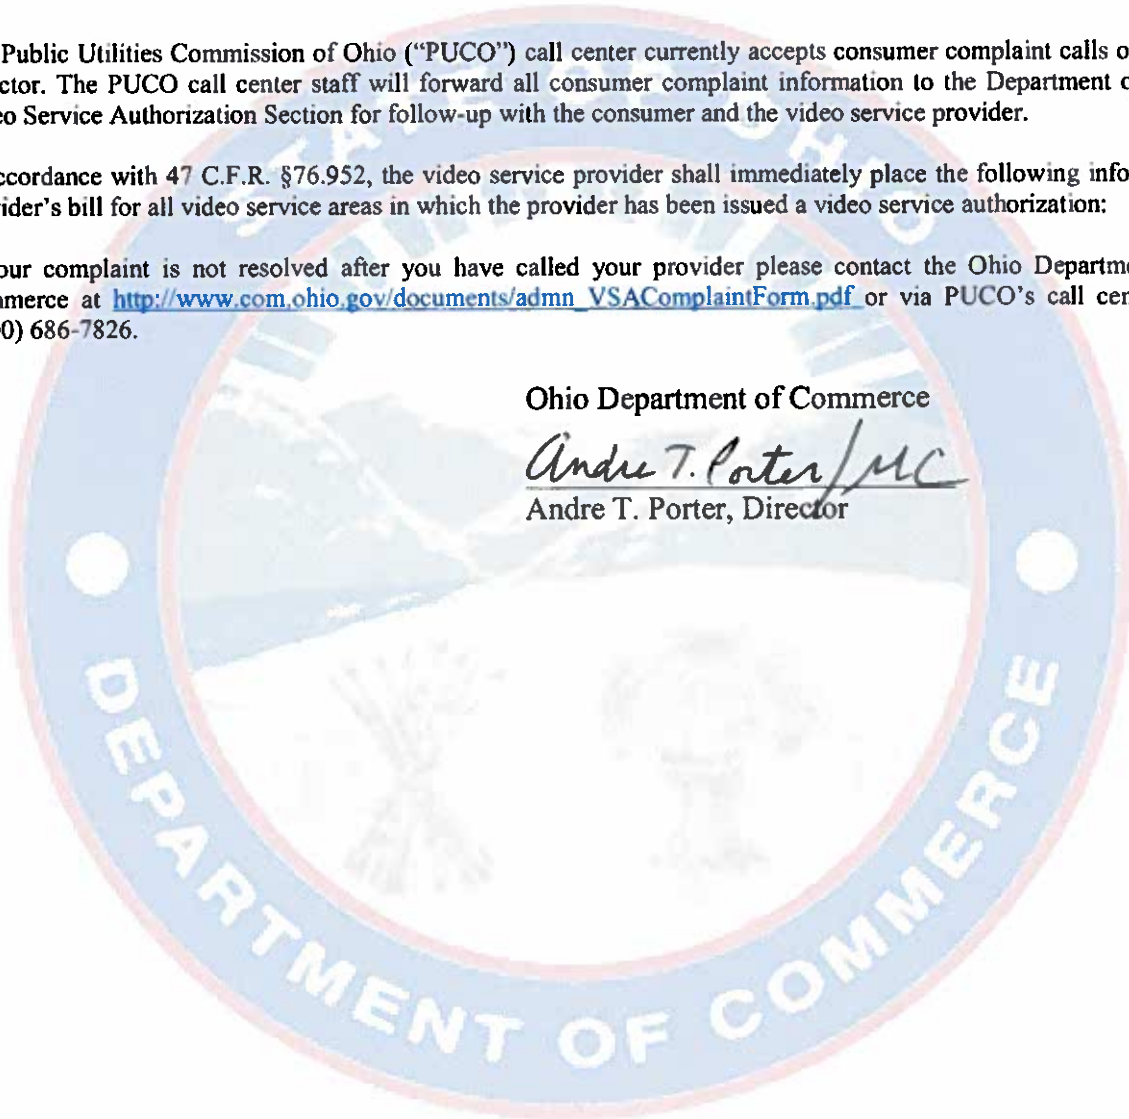 Public Utilities Commission of Ohio (“PUCO”) call center currently accepts consumer complaint calls o
ctor. The PUCO call center staff will forward all consumer complaint information to the Department o
eo Service Authorization Section for follow-up with the consumer and the video service provider.
ccordance with 47 C.F.R. §76.952, the video service provider shall immediately place the following info
ider’s bill for all video service areas in which the provider has been issued a video service authorization:
our complaint is not resolved after you have called your provider please contact the Ohio Departme
nmerce at http://www.com.ohio.gov/documents/admn_VSAComplaintForm.pdf or via PUCO’s call cen
0) 686-7826.
Ohio Department of Commerce
Andre T. Porter/MC
Andre T. Porter, Director
STATE OF OHIO
DEPARTMENT OF COMMERCE